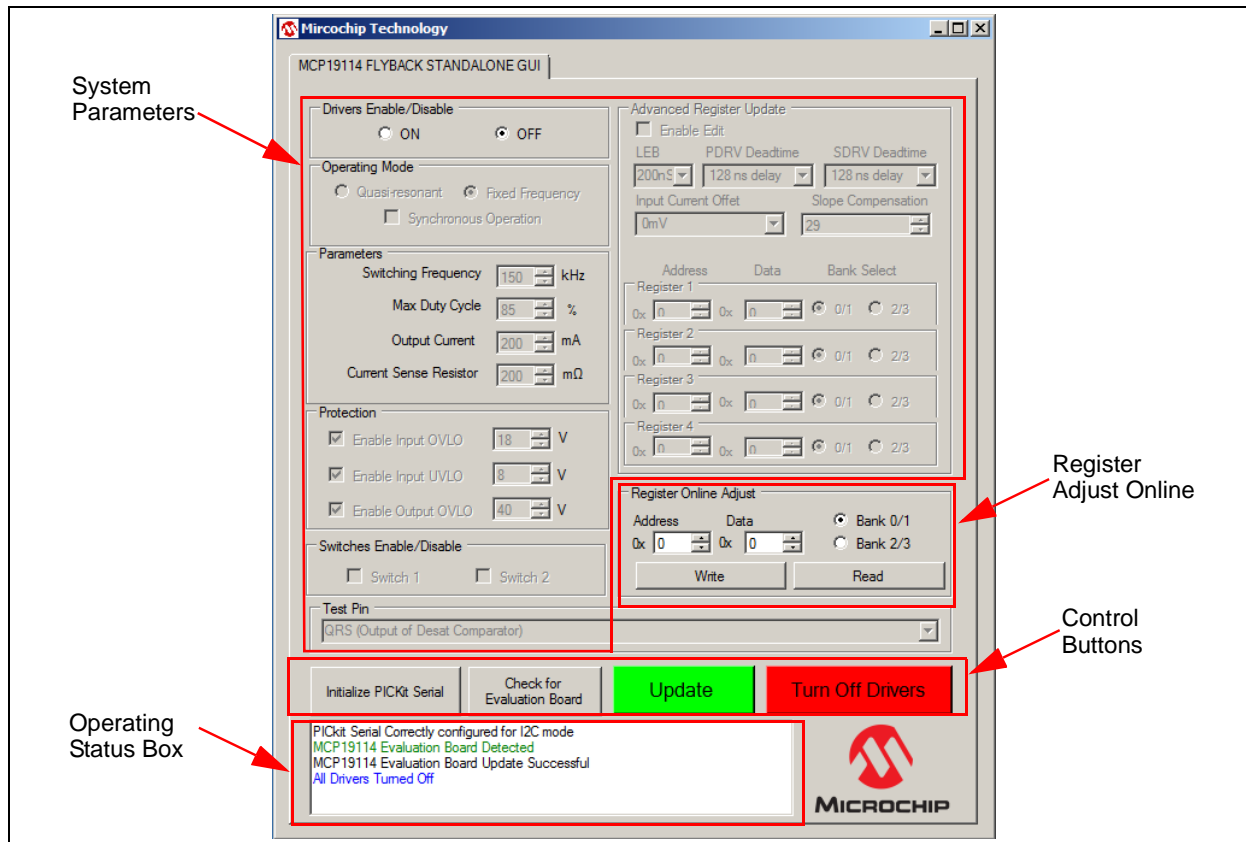 Mircochip Technology
MCP19114 FLYBACK STANDALONE GUI
System
Parameters
Drivers Enable/Disable
ON OFF
Operating Mode
Quasi-resonant Fixed Frequency
Synchronous Operation
Parameters
Switching Frequency 150 kHz
Max Duty Cycle 85 %
Output Current 200 mA
Current Sense Resistor 200 mΩ
Protection
Enable Input OVLO 18 V
Enable Input UVLO 8 V
Enable Output OVLO 40 V
Switches Enable/Disable
Switch 1 Switch 2
Test Pin
QRS (Output of Desat Comparator)
Advanced Register Update
Enable Edit
LEB PDRV Deadtime SDRV Deadtime
200nS 128 ns delay 128 ns delay
Input Current Offet Slope Compensation
0mV 29
Address Data Bank Select
Register 1
0x 0 0x 0 0/1 2/3
Register 2
0x 0 0x 0 0/1 2/3
Register 3
0x 0 0x 0 0/1 2/3
Register 4
0x 0 0x 0 0/1 2/3
Register Online Adjust
Address Data Bank 0/1
0x 0 0x 0 Bank 2/3
Write Read
Register
Adjust Online
Control
Buttons
Initialize PICKit Serial
Check for
Evaluation Board
Update
Turn Off Drivers
Operating
Status Box
PICkit Serial Correctly configured for I2C mode
MCP19114 Evaluation Board Detected
MCP19114 Evaluation Board Update Successful
All Drivers Turned Off
MICROCHIP